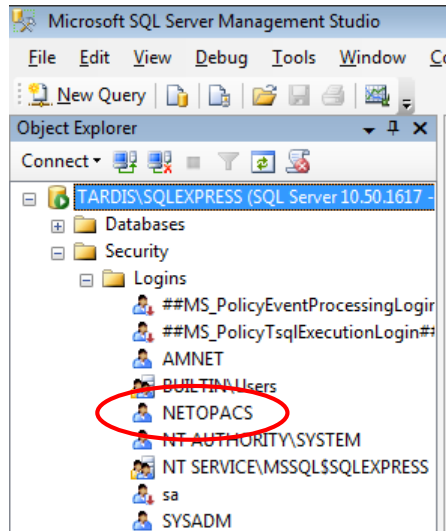 Microsoft SQL Server Management Studio
File Edit View Debug Tools Window
New Query
Object Explorer
Connect
TARDIS\SQLEXPRESS (SQL Server 10.50.1617 -
Databases
Security
Logins
##MS_PolicyEventProcessingLogin
##MS_PolicyTsqlExecutionLogin##
AMNET
BUILTIN\Users
NETOPACS
NT AUTHORITY\SYSTEM
NT SERVICE\MSSQL$SQLEXPRESS
sa
SYSADM